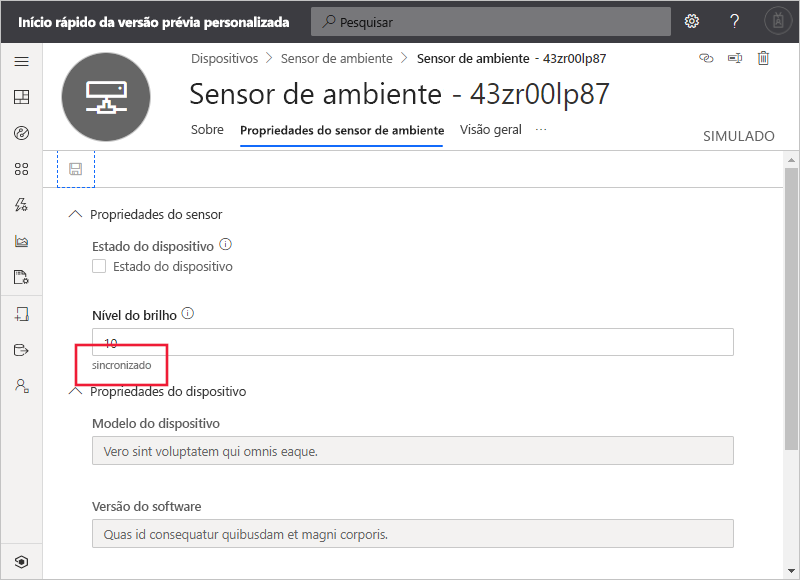 Início rápido da versão prévia personalizada
Pesquisar
?
Dispositivos > Sensor de ambiente > Sensor de ambiente - 43zr00lp87
Sensor de ambiente - 43zr00lp87
Sobre Propriedades do sensor de ambiente Visão geral ...
SIMULADO
Propriedades do sensor
Estado do dispositivo
Estado do dispositivo
Nível do brilho
10
sincronizado
Propriedades do dispositivo
Modelo do dispositivo
Vero sint voluptatem qui omnis eaque.
Versão do software
Quas id consequatur quibusdam et magni corporis.